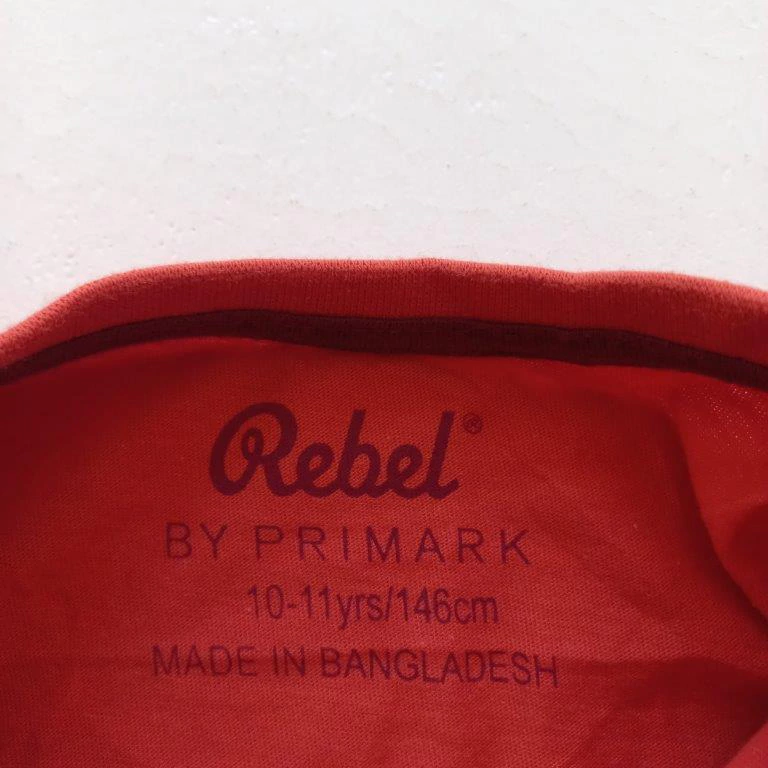 Rebel®
BY PRIMARK
10-11yrs/146cm
MADE IN BANGLADESH